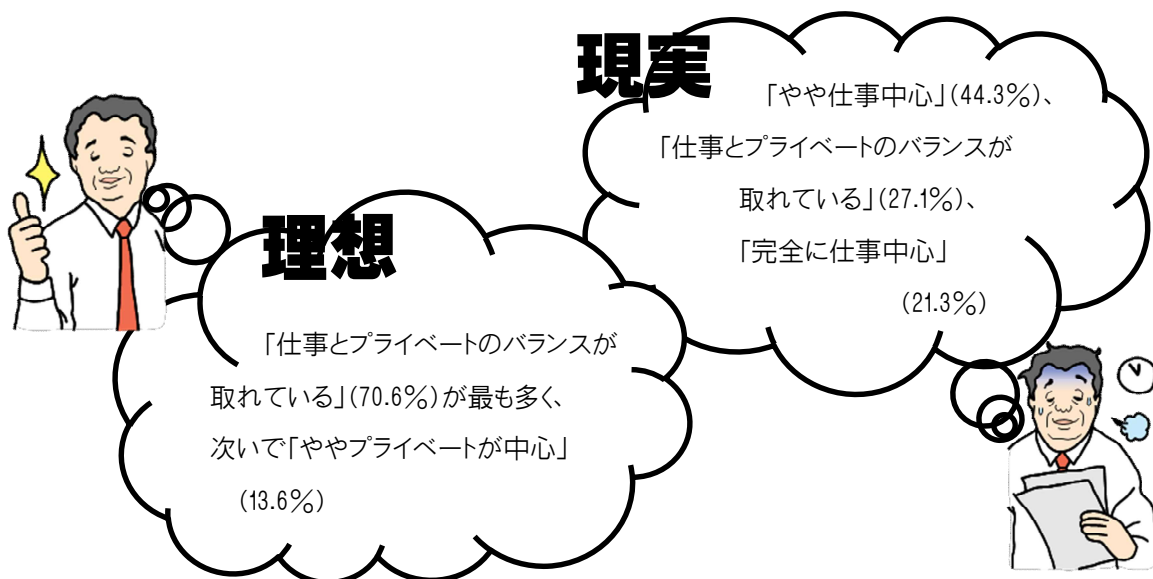 現実
「やや仕事中心」(44.3%)、
「仕事とプライベートのバランスが
取れている」(27.1%)、
「完全に仕事中心」
(21.3%)
理想
「仕事とプライベートのバランスが
取れている」(70.6%)が最も多く、
次いで「ややプライベートが中心」
(13.6%)